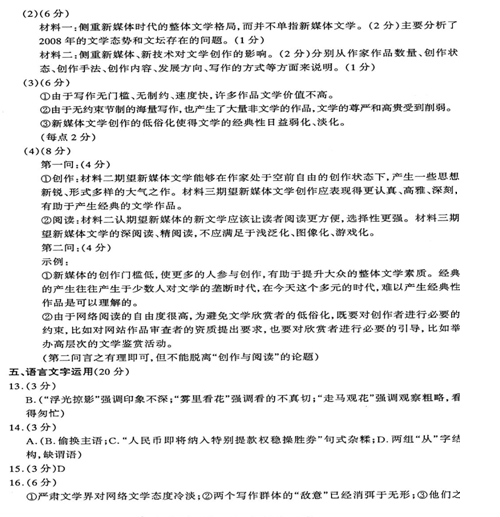 (2)(6 分)
材料一:侧重新媒体时代的整体文学格局,而并不单指新媒体文学。(2 分)主要分析了
2008 年的文学态势和文坛存在的问题。(1 分)
材料二:侧重新媒体、新技术对文学创作的影响。(2 分)分别从作家作品数量、创作状
态、创作手法、创作内容、发展方向、写作的方式等方面来说明。(1 分)
(3)(6 分)
①由于写作无门槛、无制约、速度快,许多作品文学价值不高。
②由于无约束节制的海量写作,也产生了大量非文学的作品,文学的尊严和高贵受到削弱。
③新媒体文学创作的低俗化使得文学的经典性日益弱化、淡化。
(每点 2 分)
(4)(8 分)
第一问:(4 分)
①创作:材料二期望新媒体文学能够在作家处于空前自由的创作状态下,产生一些思想
新锐、形式多样的大气之作。材料三期望新媒体文学创作应表现得更认真、高雅、深刻,
有助于产生经典的文学作品。
②阅读:材料二认期望新媒体的新文学应该让读者阅读更方便,选择性更强。材料三期
望新媒体文学的深阅读、精阅读,不应满足于浅泛化、图像化、游戏化。
第二问:(4 分)
示例:
①新媒体的创作门槛低,使更多的人参与创作,有助于提升大众的整体文学素质。经典
的产生往往产生于少数人对文学的垄断时代,在今天这个多元的时代,难以产生经典性
作品是可以理解的。
②由于网络阅读的自由度很高,为避免文学欣赏者的低俗化,既要对创作者进行必要的
约束,比如对网站作品审查者的资质提出要求,也要对欣赏者进行必要的引导,比如举
办高层次的文学鉴赏活动。
(第二问言之有理即可,但不能脱离“创作与阅读”的论题)
五、语言文字运用(20 分)
13.(3 分)
B.(“浮光掠影”强调印象不深;“雾里看花”强调看的不真切;“走马观花”强调观察粗略,看
得匆忙)
14.(3 分)
A.(B.偷换主语;C.“人民币即将纳入特别提款权稳操胜券”句式杂糅;D.两组“从”字结
构,缺谓语)
15.(3 分)D
16.(6 分)
①严肃文学界对网络文学态度冷淡;②两个写作群体的“敌意”已经消弭于无形;③他们之